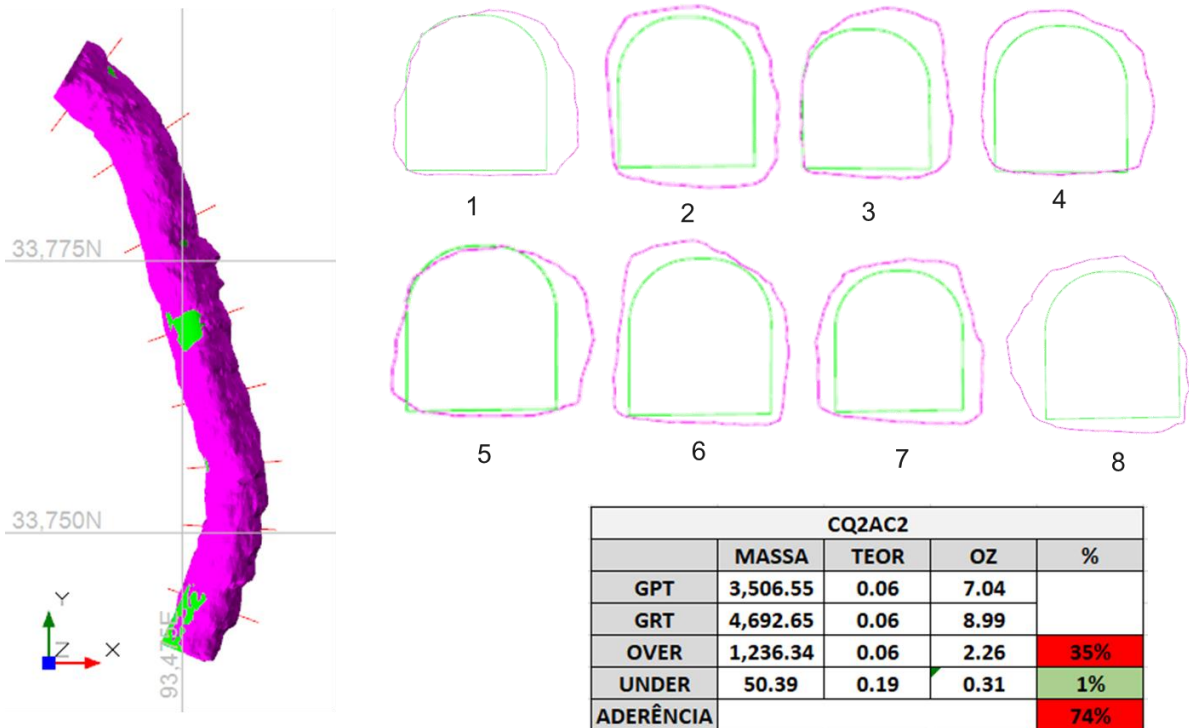 33,775N
33,750N
93,475E
Y
Z
X
1
2
3
4
5
6
7
8
CQ2AC2
MASSA TEOR OZ %
GPT 3,506.55 0.06 7.04
GRT 4,692.65 0.06 8.99
OVER 1,236.34 0.06 2.26 35%
UNDER 50.39 0.19 0.31 1%
ADERÊNCIA 74%